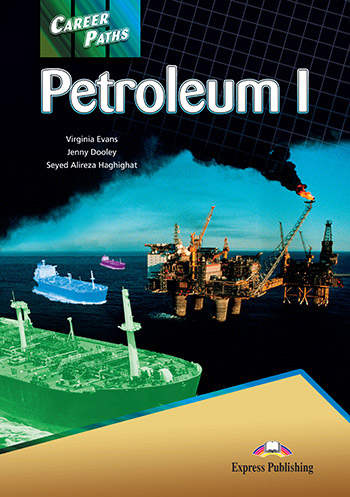 CAREER
PATHS
Petroleum I
Virginia Evans
Jenny Dooley
Seyed Alireza Haghighat
Express Publishing